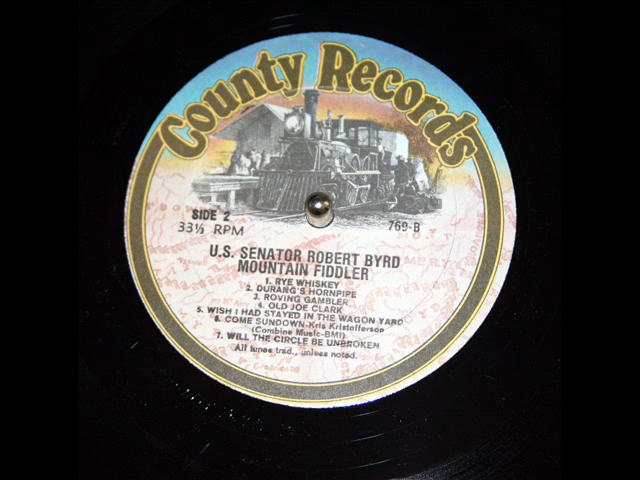 County Records
SIDE 2
33⅓ RPM
769-B
U.S. SENATOR ROBERT BYRD
MOUNTAIN FIDDLER
1. RYE WHISKEY
2. DURANG'S HORNPIPE
3. ROVING GAMBLER
4. OLD JOE CLARK
5. WISH I HAD STAYED IN THE WAGON YARD
6. COME SUNDOWN-Kris Kristofferson
(Combine Music-BMI)
7. WILL THE CIRCLE BE UNBROKEN
All tunes trad., unless noted.